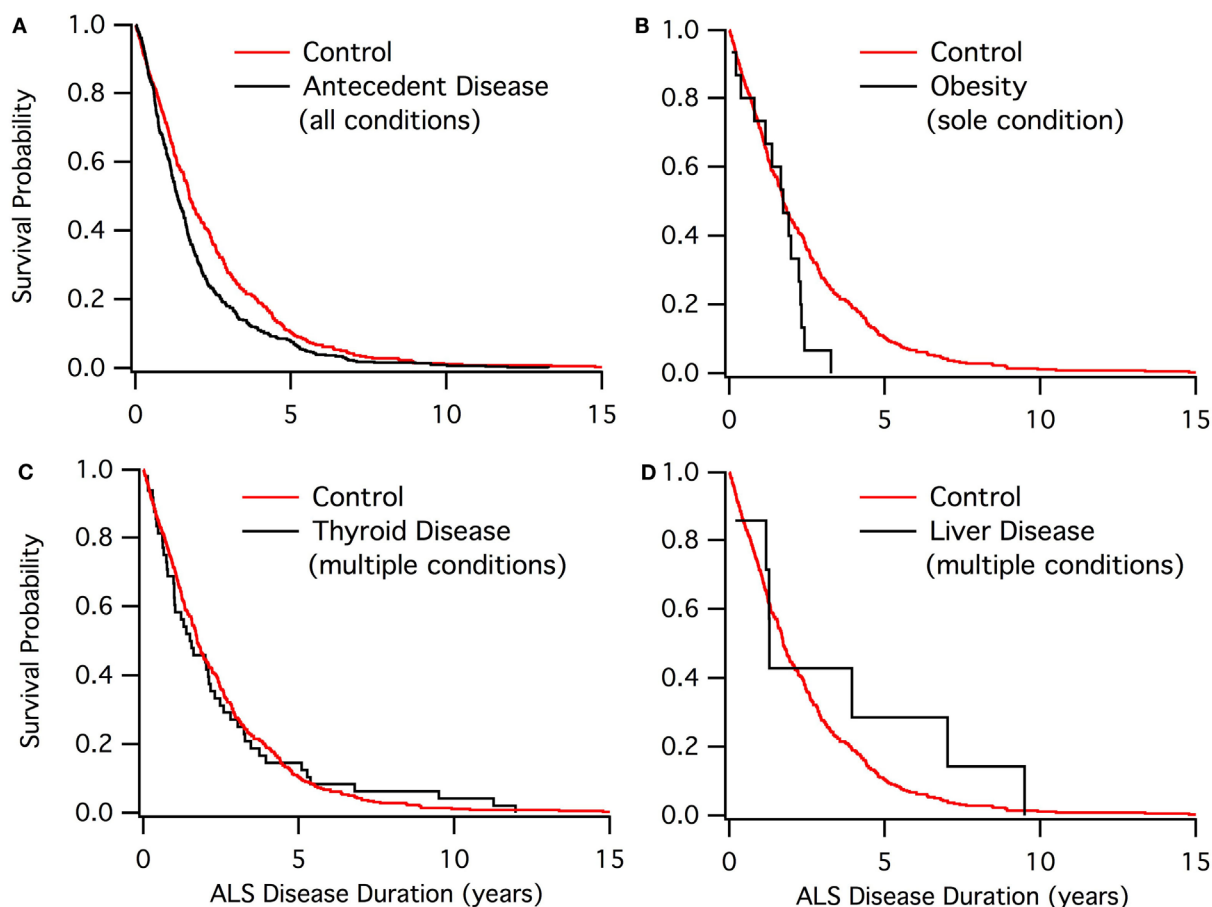 A
Control
Antecedent Disease
(all conditions)
Survival Probability
1.0
0.8
0.6
0.4
0.2
0.0
0 5 10 15
B
Control
Obesity
(sole condition)
1.0
0.8
0.6
0.4
0.2
0.0
0 5 10 15
C
Control
Thyroid Disease
(multiple conditions)
Survival Probability
1.0
0.8
0.6
0.4
0.2
0.0
0 5 10 15
ALS Disease Duration (years)
D
Control
Liver Disease
(multiple conditions)
1.0
0.8
0.6
0.4
0.2
0.0
0 5 10 15
ALS Disease Duration (years)